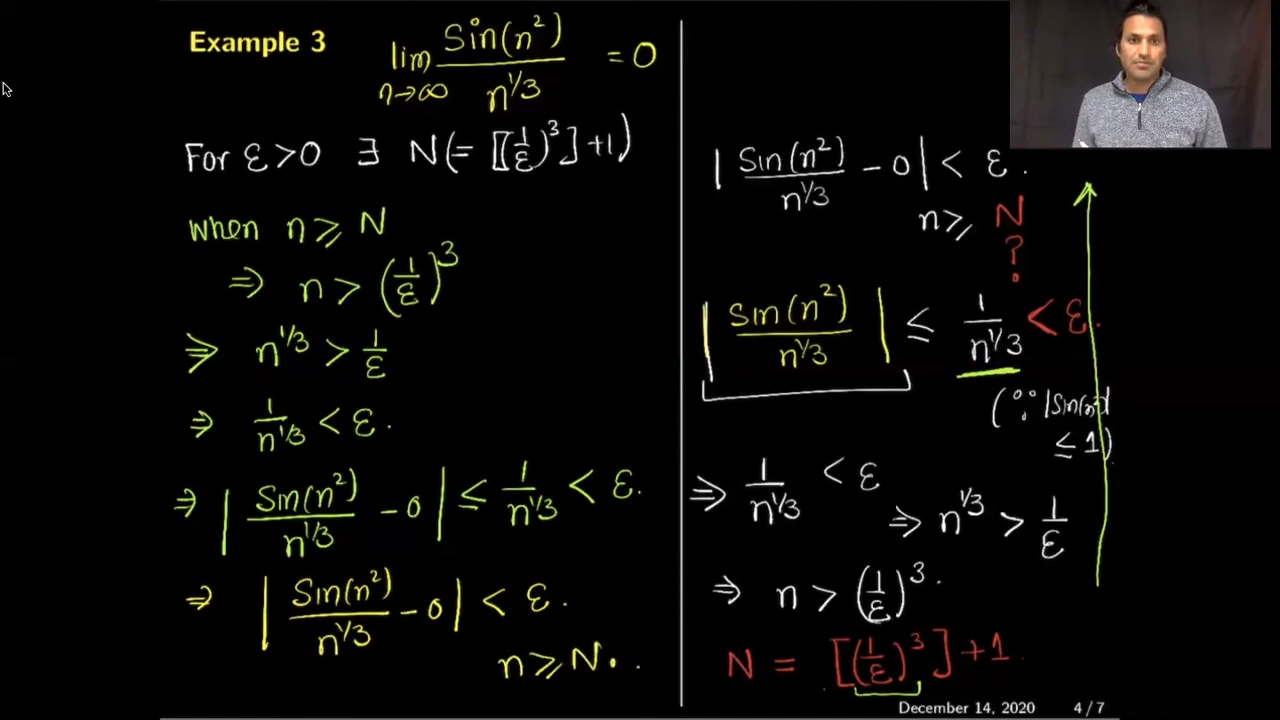 Example 3
lim n→∞ Sin(n²)/n^1/3 = 0
For ε > 0 ∃ N(= [(1/ε)³] + 1)
when n ≥ N
⇒ n > (1/ε)³
⇒ n^1/3 > 1/ε
⇒ 1/n^1/3 < ε.
⇒ | Sin(n²)/n^1/3 - 0 | ≤ 1/n^1/3 < ε.
⇒ | Sin(n²)/n^1/3 - 0 | < ε.
n ≥ N.
| Sin(n²)/n^1/3 - 0 | < ε.
n ≥ N
?
| Sin(n²)/n^1/3 | ≤ 1/n^1/3 < ε.
(∵ |Sin(n²)|
≤ 1)
⇒ 1/n^1/3 < ε
⇒ n^1/3 > 1/ε
⇒ n > (1/ε)³.
N = [(1/ε)³] + 1
December 14, 2020 4 / 7